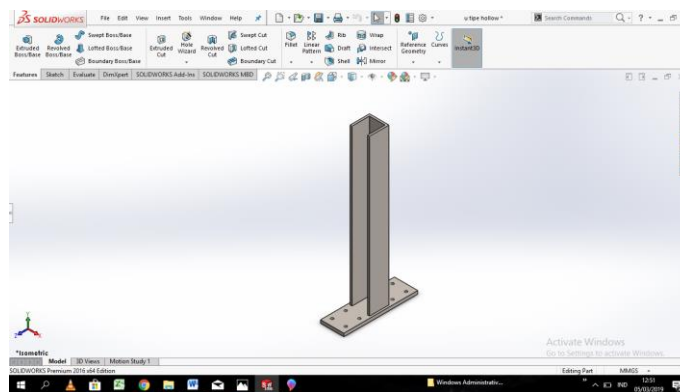 SOLIDWORKS File Edit View Insert Tools Window Help u tipe hollow * Search Commands
Extruded Boss/Base
Revolved Boss/Base
Swept Boss/Base
Lofted Boss/Base
Boundary Boss/Base
Extruded Cut
Hole Wizard
Revolved Cut
Swept Cut
Lofted Cut
Boundary Cut
Fillet
Linear Pattern
Rib
Draft
Shell
Wrap
Intersect
Mirror
Reference Geometry
Curves
Instant3D
Features Sketch Evaluate DimXpert SOLIDWORKS Add-Ins SOLIDWORKS MBD
Activate Windows
Go to Settings to activate Windows.
*Isometric
Model 3D Views Motion Study 1
SOLIDWORKS Premium 2016 x64 Edition Editing Part MMGS
Windows Administrativ... IND 12:51
05/03/2019